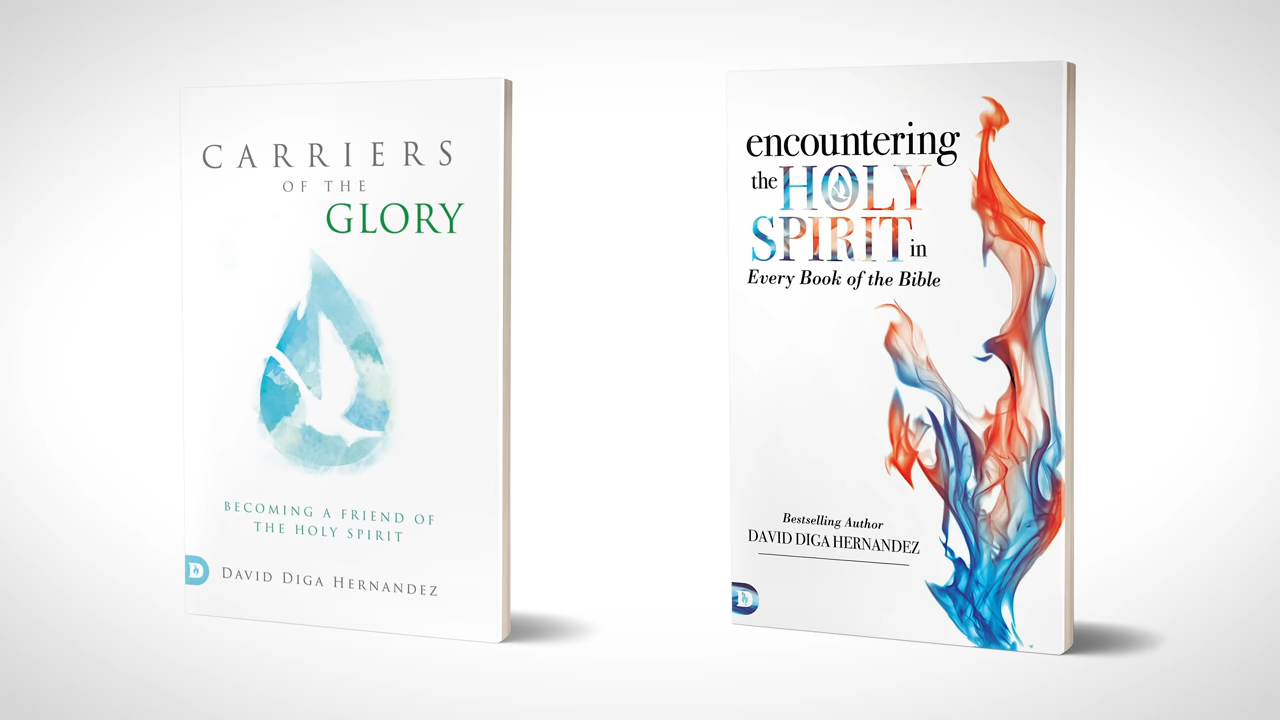 CARRIERS
OF THE
GLORY
BECOMING A FRIEND OF
THE HOLY SPIRIT
D
DAVID DIGA HERNANDEZ
encountering
the HOLY
SPIRIT in
Every Book of the Bible
Bestselling Author
DAVID DIGA HERNANDEZ
D